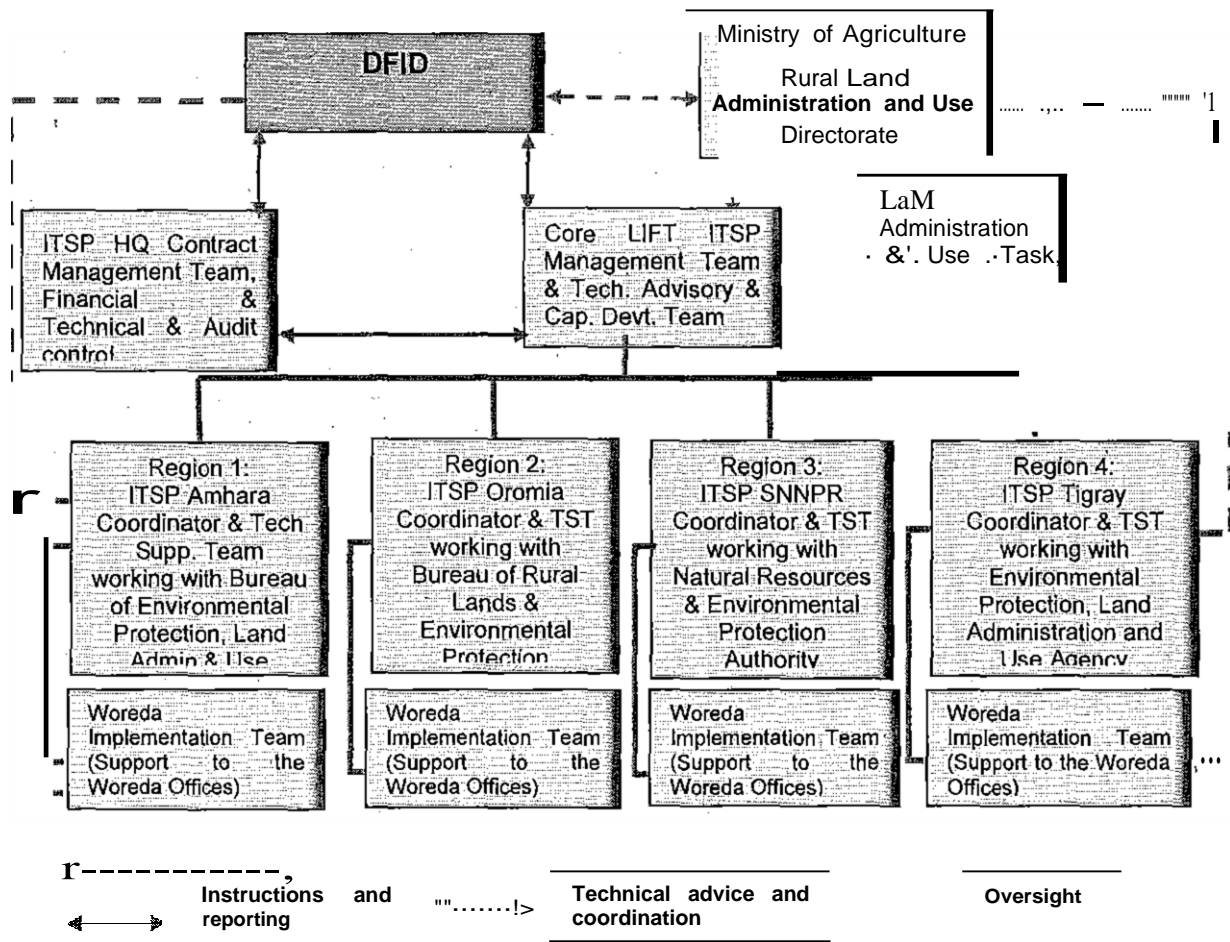 DFID
Ministry of Agriculture
Rural Land
Administration and Use
Directorate
LaM
Administration
&'. Use .·Task,
ITSP HQ Contract
Management Team,
Financial &
Technical & Audit
control
Core LIFT ITSP
Management Team
& Tech. Advisory &
Cap. Devt. Team
Region 1:
ITSP Amhara
Coordinator & Tech
Supp. Team
working with Bureau
of Environmental
Protection, Land
Admin & Use
Region 2:
ITSP Oromia
Coordinator & TST
working with
Bureau of Rural
Lands &
Environmental
Protection
Region 3:
ITSP SNNPR
Coordinator & TST
working with
Natural Resources
& Environmental
Protection
Authority
Region 4:
ITSP Tigray
Coordinator & TST
working with
Environmental
Protection, Land
Administration and
Use Agency
Woreda
Implementation Team
(Support to the
Woreda Offices)
Woreda
Implementation Team
(Support to the
Woreda Offices)
Woreda
Implementation Team
(Support to the
Woreda Offices)
Woreda
Implementation Team
(Support to the Woreda
Offices)
Instructions and
reporting
Technical advice and
coordination
Oversight